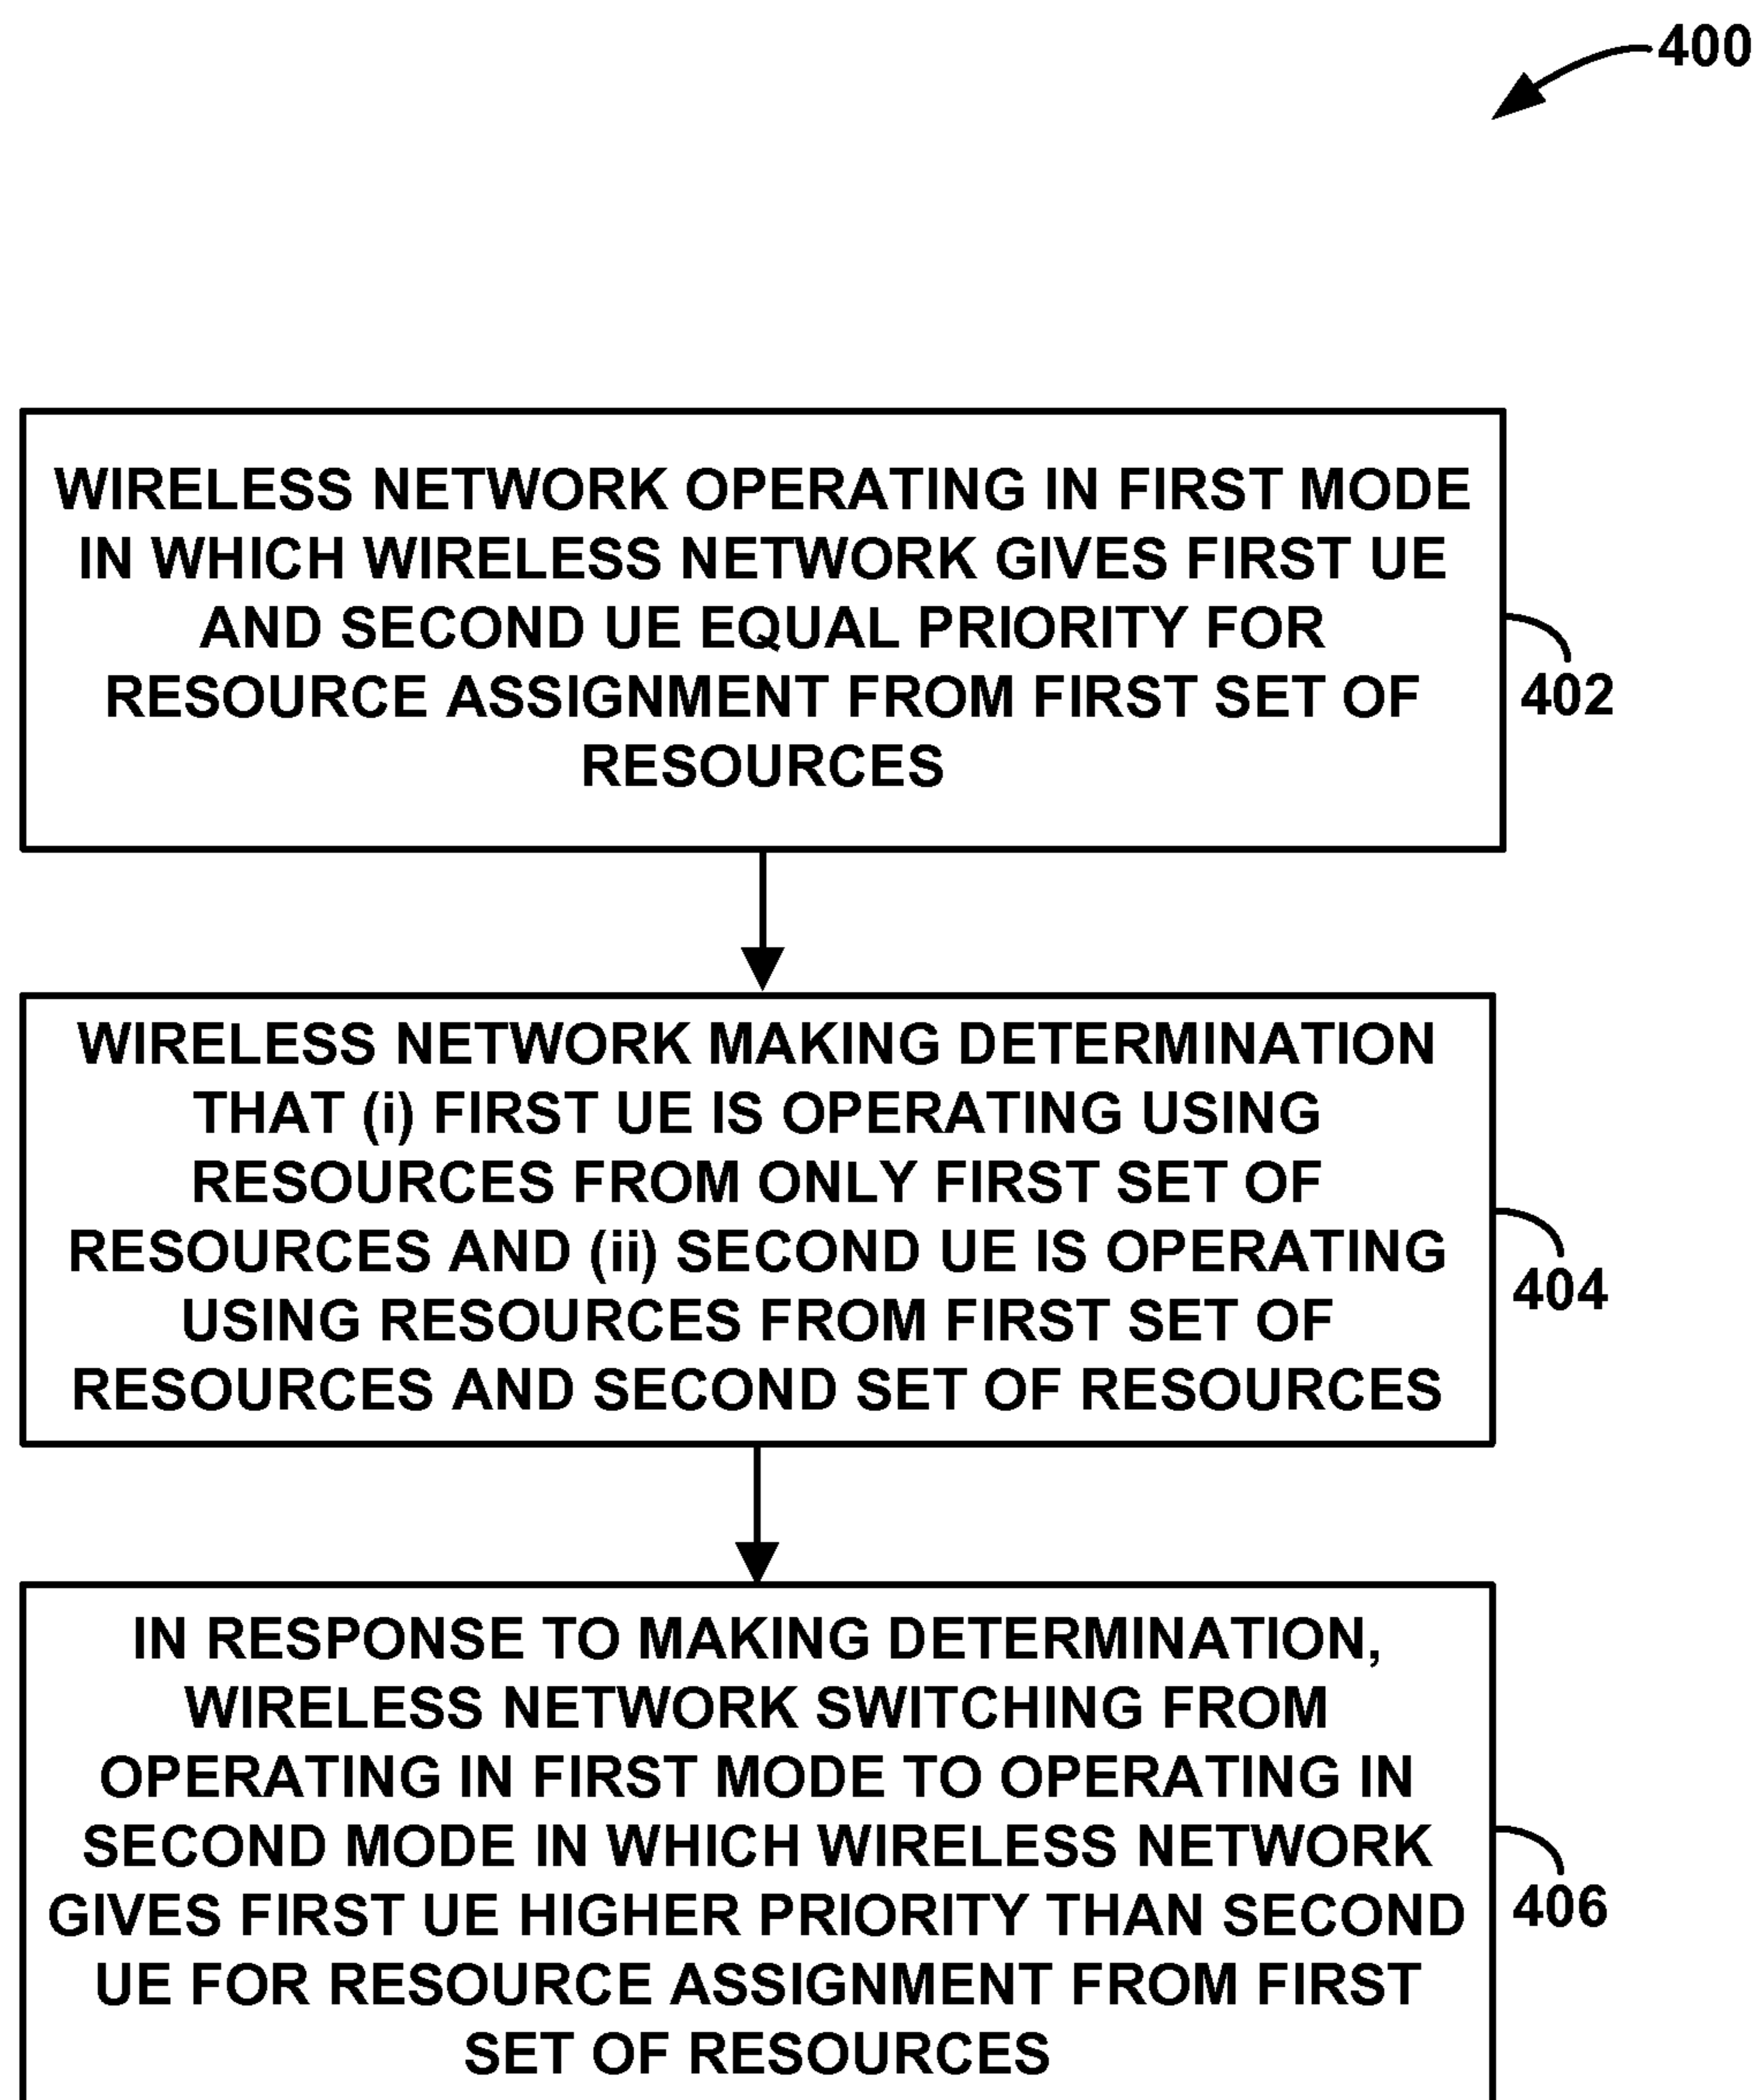 400
WIRELESS NETWORK OPERATING IN FIRST MODE
IN WHICH WIRELESS NETWORK GIVES FIRST UE
AND SECOND UE EQUAL PRIORITY FOR
RESOURCE ASSIGNMENT FROM FIRST SET OF
RESOURCES
402
WIRELESS NETWORK MAKING DETERMINATION
THAT (i) FIRST UE IS OPERATING USING
RESOURCES FROM ONLY FIRST SET OF
RESOURCES AND (ii) SECOND UE IS OPERATING
USING RESOURCES FROM FIRST SET OF
RESOURCES AND SECOND SET OF RESOURCES
404
IN RESPONSE TO MAKING DETERMINATION,
WIRELESS NETWORK SWITCHING FROM
OPERATING IN FIRST MODE TO OPERATING IN
SECOND MODE IN WHICH WIRELESS NETWORK
GIVES FIRST UE HIGHER PRIORITY THAN SECOND
UE FOR RESOURCE ASSIGNMENT FROM FIRST
SET OF RESOURCES
406